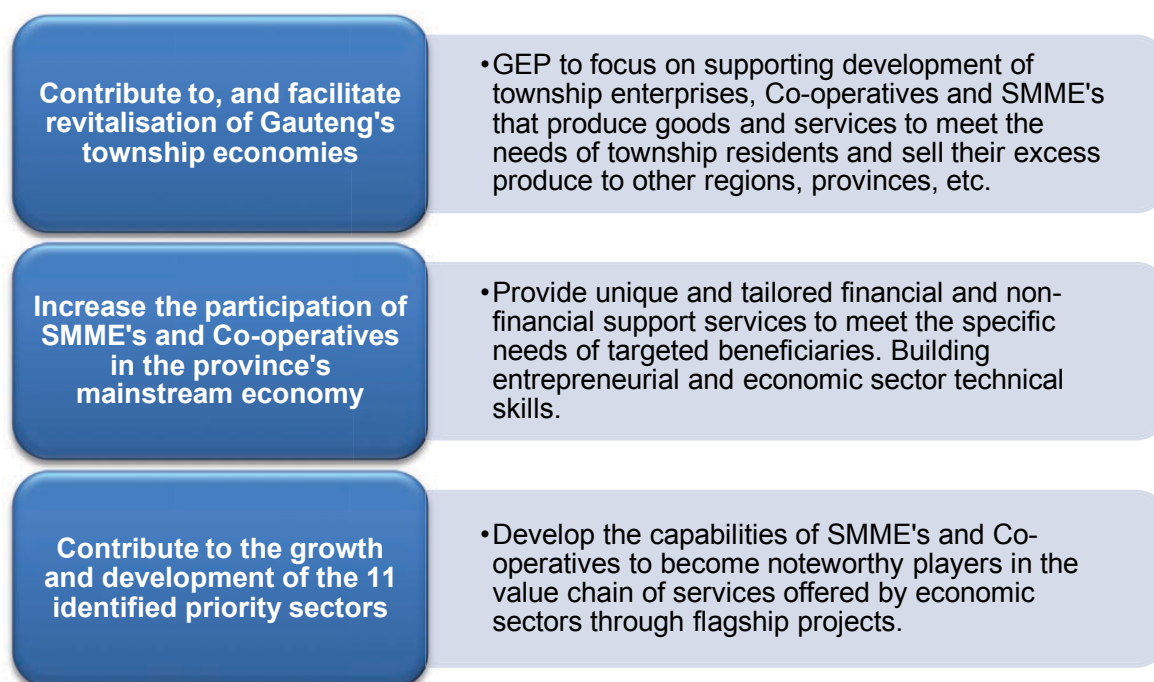 Contribute to, and facilitate
revitalisation of Gauteng's
township economies
•GEP to focus on supporting development of
township enterprises, Co-operatives and SMME's
that produce goods and services to meet the
needs of township residents and sell their excess
produce to other regions, provinces, etc.
Increase the participation of
SMME's and Co-operatives
in the province's
mainstream economy
•Provide unique and tailored financial and non-
financial support services to meet the specific
needs of targeted beneficiaries. Building
entrepreneurial and economic sector technical
skills.
Contribute to the growth
and development of the 11
identified priority sectors
•Develop the capabilities of SMME's and Co-
operatives to become noteworthy players in the
value chain of services offered by economic
sectors through flagship projects.